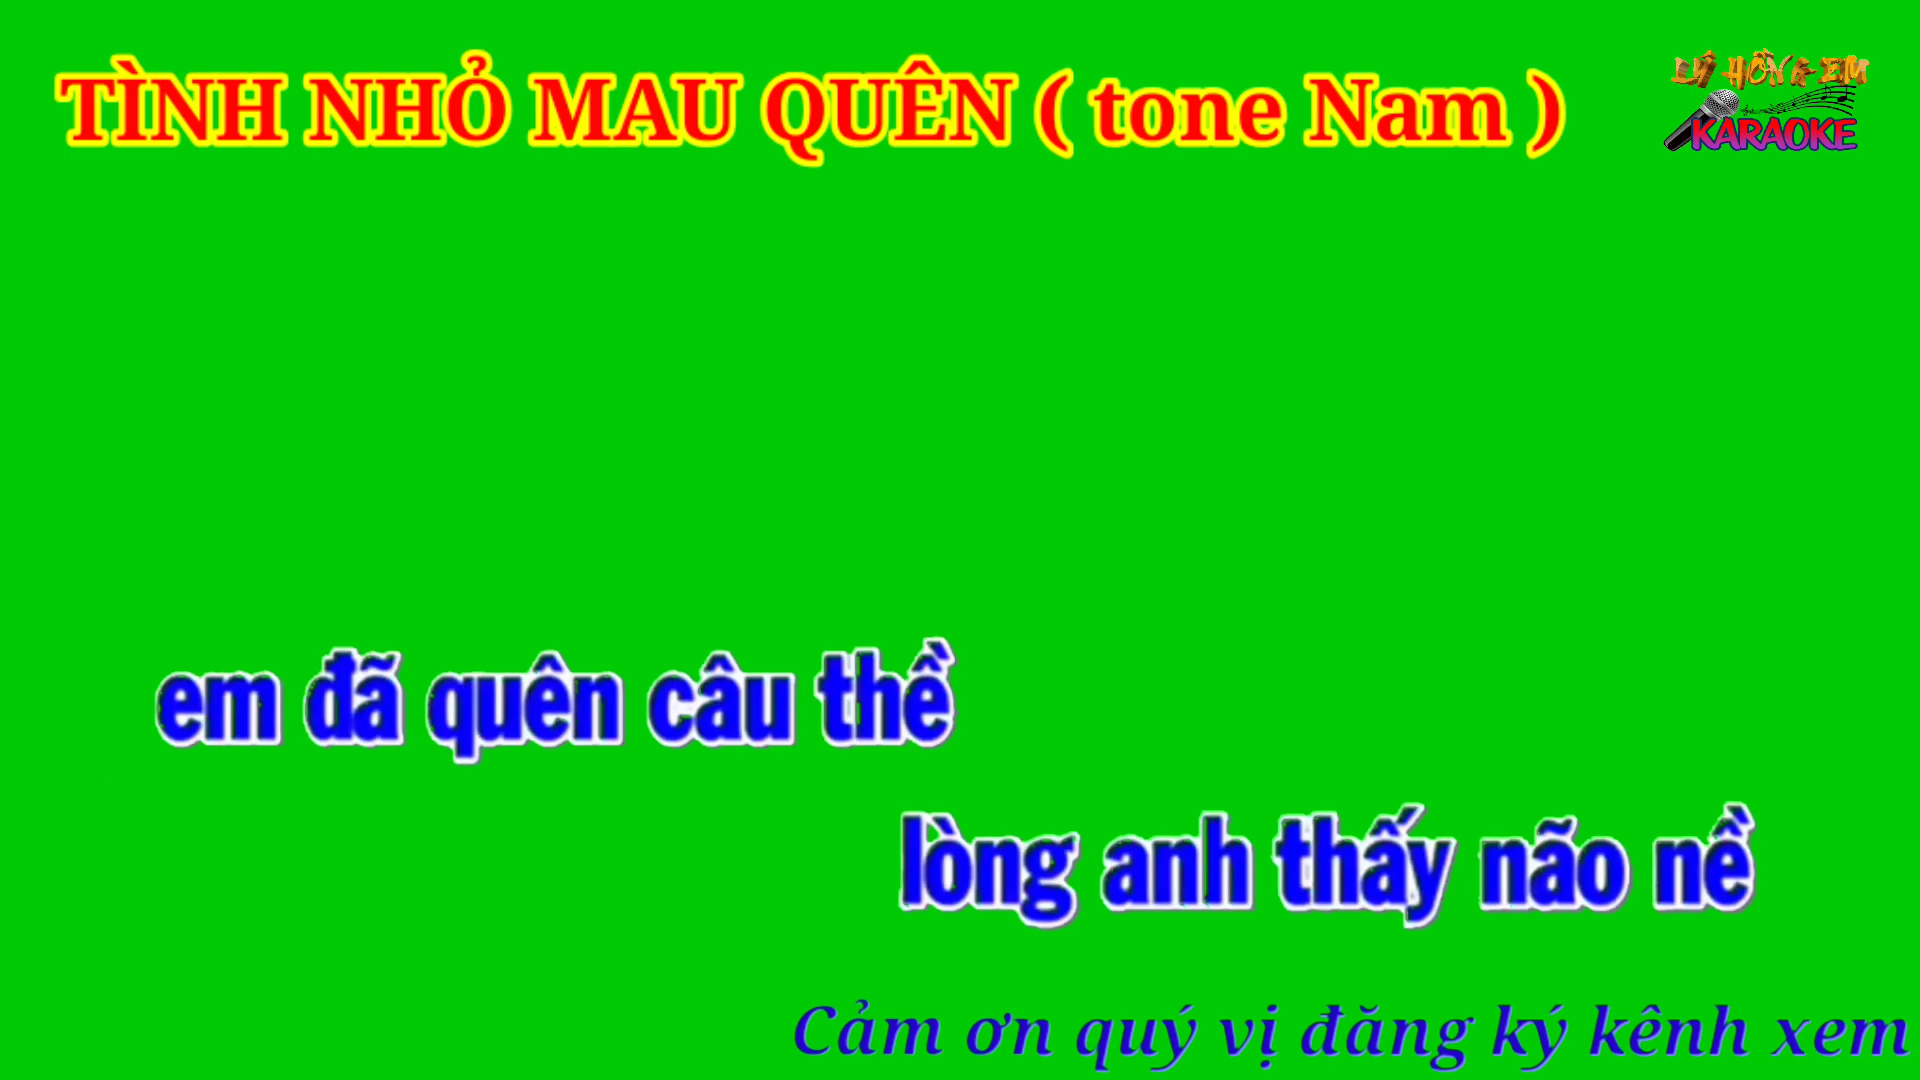 TÌNH NHỎ MAU QUÊN ( tone Nam )
LÝ HỒNG EM
KARAOKE
em đã quên câu thề
lòng anh thấy não nề
Cảm ơn quý vị đăng ký kênh xem